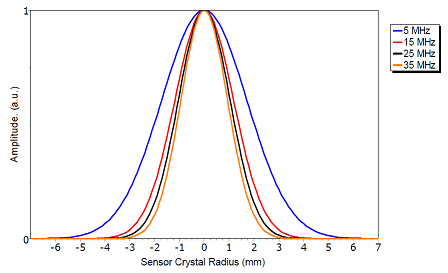 1
Amplitude. (a.u.)
0
-6 -5 -4 -3 -2 -1 0 1 2 3 4 5 6 7
Sensor Crystal Radius (mm)
5 MHz
15 MHz
25 MHz
35 MHz